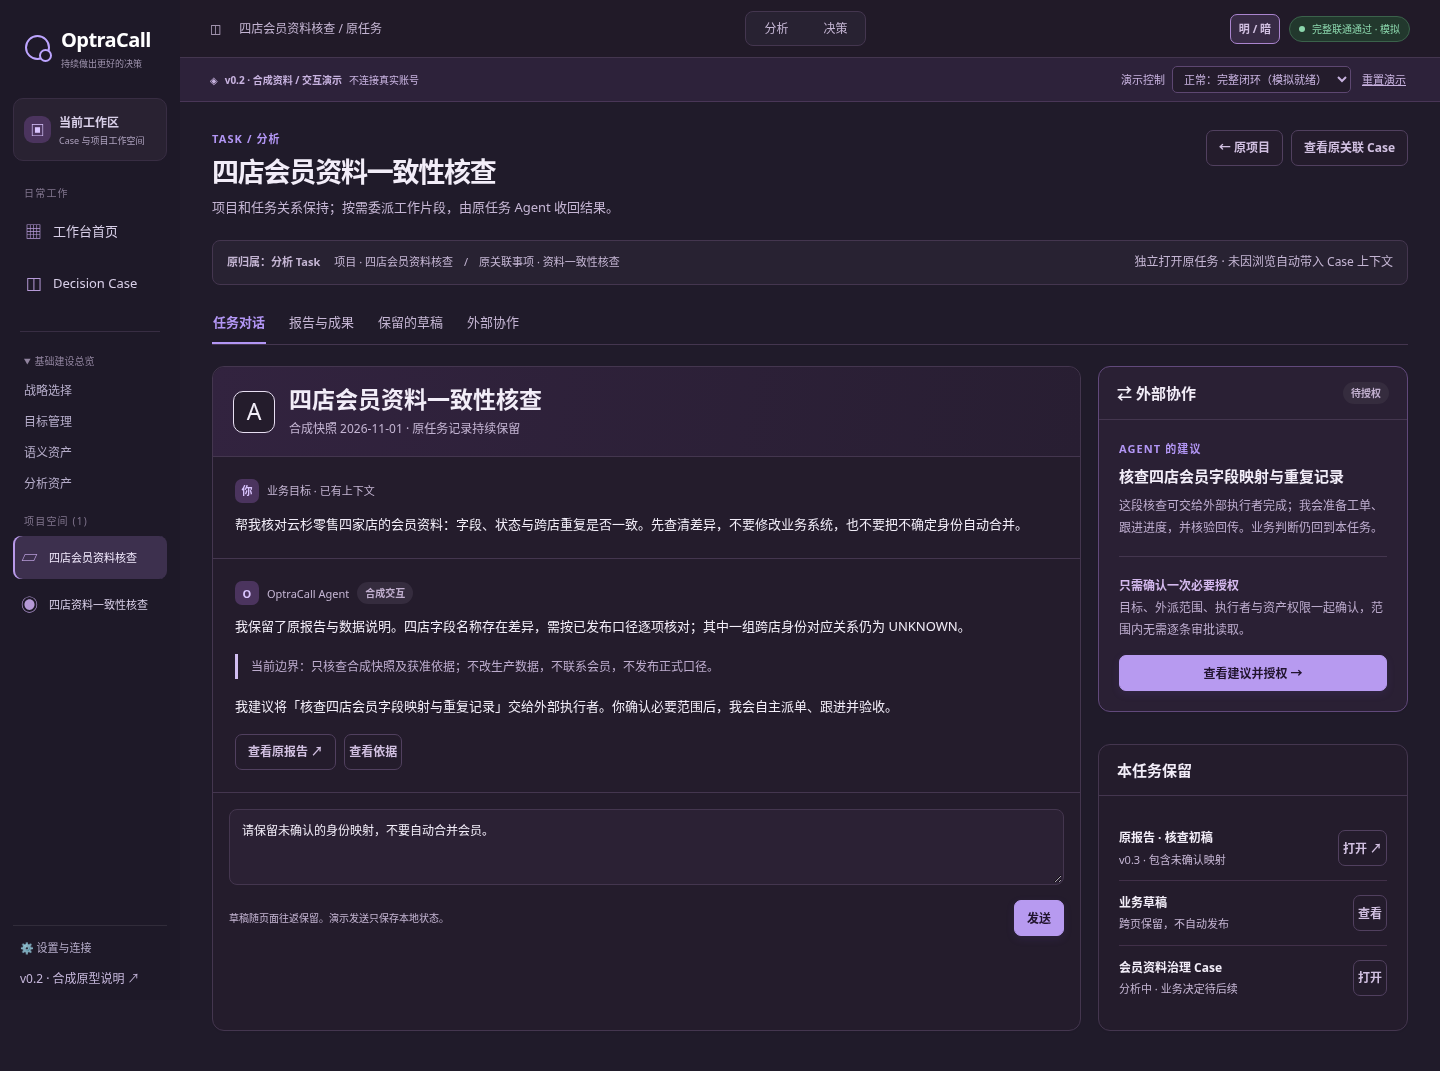 OptraCall
持续做出更好的决策
当前工作区
Case 与项目工作空间
日常工作
工作台首页
Decision Case
▼ 基础建设总览
战略选择
目标管理
语义资产
分析资产
项目空间 (1)
四店会员资料核查
四店资料一致性核查
设置与连接
v0.2 · 合成原型说明 ↗
四店会员资料核查 / 原任务
分析
决策
明 / 暗
完整联通通过 · 模拟
v0.2 · 合成资料 / 交互演示 不连接真实账号
演示控制
正常：完整闭环（模拟就绪）
重置演示
TASK / 分析
四店会员资料一致性核查
项目和任务关系保持；按需委派工作片段，由原任务 Agent 收回结果。
← 原项目
查看原关联 Case
原归属：分析 Task 项目 · 四店会员资料核查 / 原关联事项 · 资料一致性核查
独立打开原任务 · 未因浏览自动带入 Case 上下文
任务对话
报告与成果
保留的草稿
外部协作
A
四店会员资料一致性核查
合成快照 2026-11-01 · 原任务记录持续保留
你 业务目标 · 已有上下文
帮我核对云杉零售四家店的会员资料：字段、状态与跨店重复是否一致。先查清差异，不要修改业务系统，也不要把不确定身份自动合并。
O OptraCall Agent 合成交互
我保留了原报告与数据说明。四店字段名称存在差异，需按已发布口径逐项核对；其中一组跨店身份对应关系仍为 UNKNOWN。
当前边界：只核查合成快照及获准依据；不改生产数据，不联系会员，不发布正式口径。
我建议将「核查四店会员字段映射与重复记录」交给外部执行者。你确认必要范围后，我会自主派单、跟进并验收。
查看原报告 ↗
查看依据
请保留未确认的身份映射，不要自动合并会员。
草稿随页面往返保留。演示发送只保存本地状态。
发送
⇄ 外部协作
待授权
AGENT 的建议
核查四店会员字段映射与重复记录
这段核查可交给外部执行者完成；我会准备工单、
跟进进度，并核验回传。业务判断仍回到本任务。
只需确认一次必要授权
目标、外派范围、执行者与资产权限一起确认，范
围内无需逐条审批读取。
查看建议并授权 →
本任务保留
原报告 · 核查初稿
v0.3 · 包含未确认映射
打开 ↗
业务草稿
跨页保留，不自动发布
查看
会员资料治理 Case
分析中 · 业务决定待后续
打开